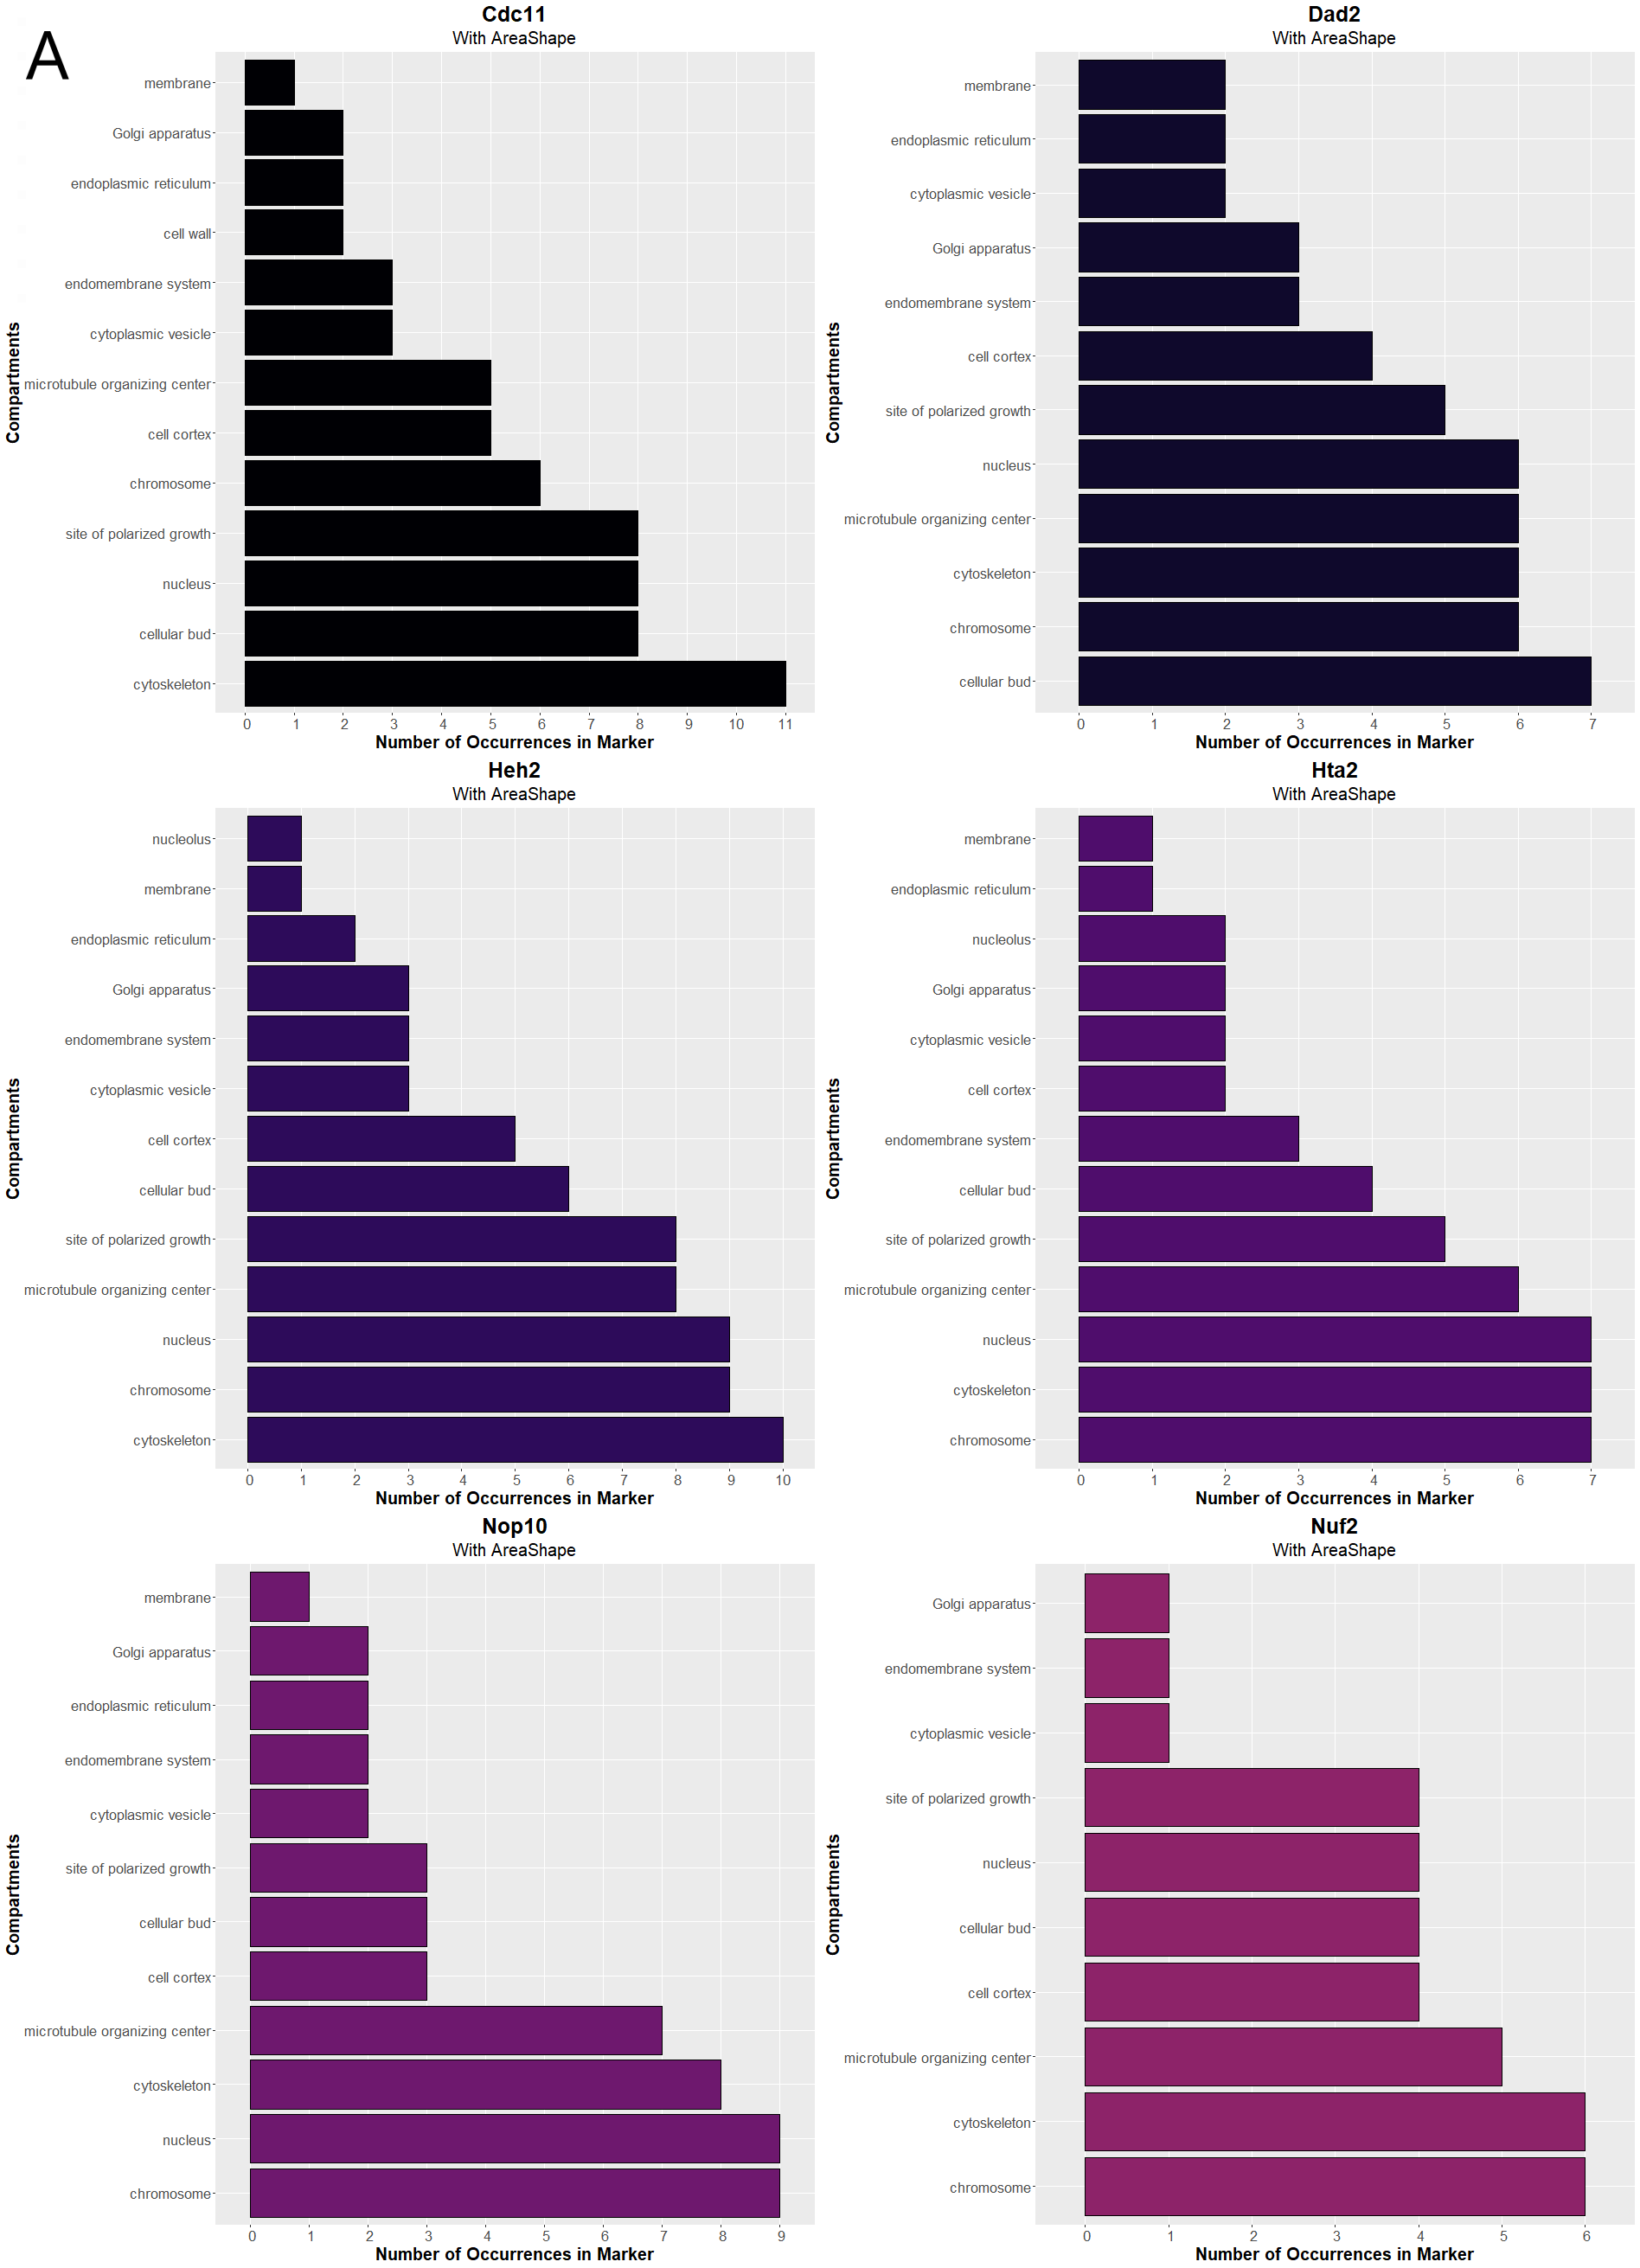 A
Cdc11
With AreaShape
Compartments
membrane
Golgi apparatus
endoplasmic reticulum
cell wall
endomembrane system
cytoplasmic vesicle
microtubule organizing center
cell cortex
chromosome
site of polarized growth
nucleus
cellular bud
cytoskeleton
0 1 2 3 4 5 6 7 8 9 10 11
Number of Occurrences in Marker
Dad2
With AreaShape
Compartments
membrane
endoplasmic reticulum
cytoplasmic vesicle
Golgi apparatus
endomembrane system
cell cortex
site of polarized growth
nucleus
microtubule organizing center
cytoskeleton
chromosome
cellular bud
0 1 2 3 4 5 6 7
Number of Occurrences in Marker
Heh2
With AreaShape
Compartments
nucleolus
membrane
endoplasmic reticulum
Golgi apparatus
endomembrane system
cytoplasmic vesicle
cell cortex
cellular bud
site of polarized growth
microtubule organizing center
nucleus
chromosome
cytoskeleton
0 1 2 3 4 5 6 7 8 9 10
Number of Occurrences in Marker
Hta2
With AreaShape
Compartments
membrane
endoplasmic reticulum
nucleolus
Golgi apparatus
cytoplasmic vesicle
cell cortex
endomembrane system
cellular bud
site of polarized growth
microtubule organizing center
nucleus
cytoskeleton
chromosome
0 1 2 3 4 5 6 7
Number of Occurrences in Marker
Nop10
With AreaShape
Compartments
membrane
Golgi apparatus
endoplasmic reticulum
endomembrane system
cytoplasmic vesicle
site of polarized growth
cellular bud
cell cortex
microtubule organizing center
cytoskeleton
nucleus
chromosome
0 1 2 3 4 5 6 7 8 9
Number of Occurrences in Marker
Nuf2
With AreaShape
Compartments
Golgi apparatus
endomembrane system
cytoplasmic vesicle
site of polarized growth
nucleus
cellular bud
cell cortex
microtubule organizing center
cytoskeleton
chromosome
0 1 2 3 4 5 6
Number of Occurrences in Marker